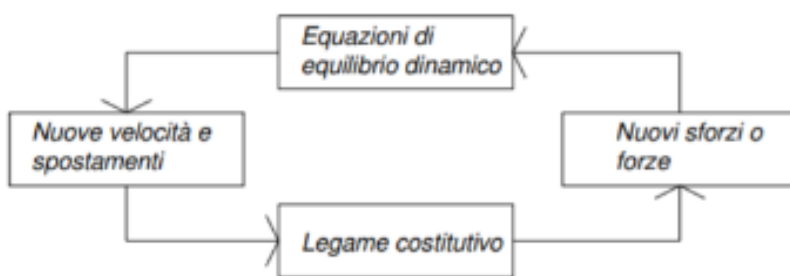 Equazioni di
equilibrio dinamico
Nuove velocità e
spostamenti
Nuovi sforzi o
forze
Legame costitutivo